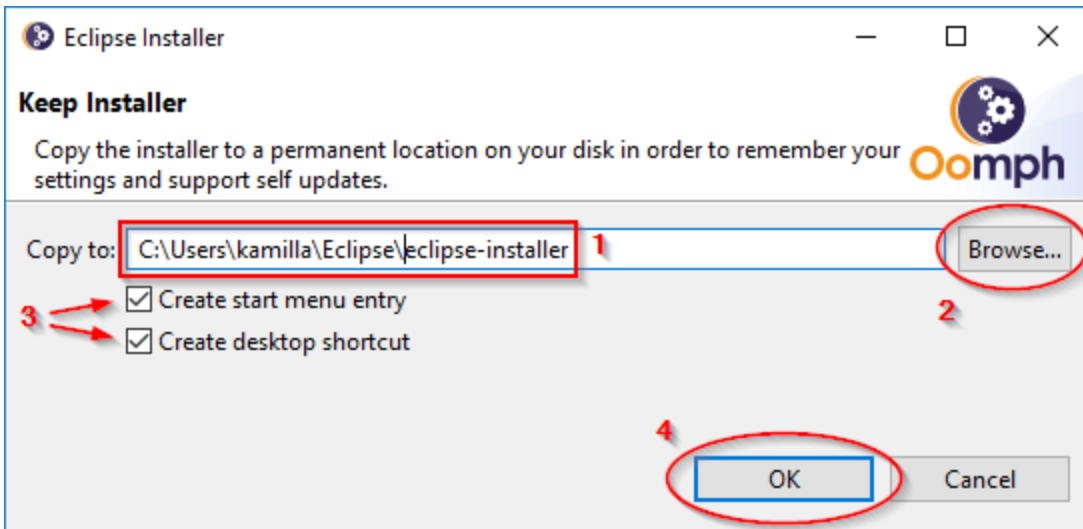 Eclipse Installer
Keep Installer
Copy the installer to a permanent location on your disk in order to remember your
settings and support self updates.
Oomph
Copy to: C:\Users\kamilla\Eclipse\eclipse-installer 1 Browse...
3 Create start menu entry 2
Create desktop shortcut
4
OK Cancel